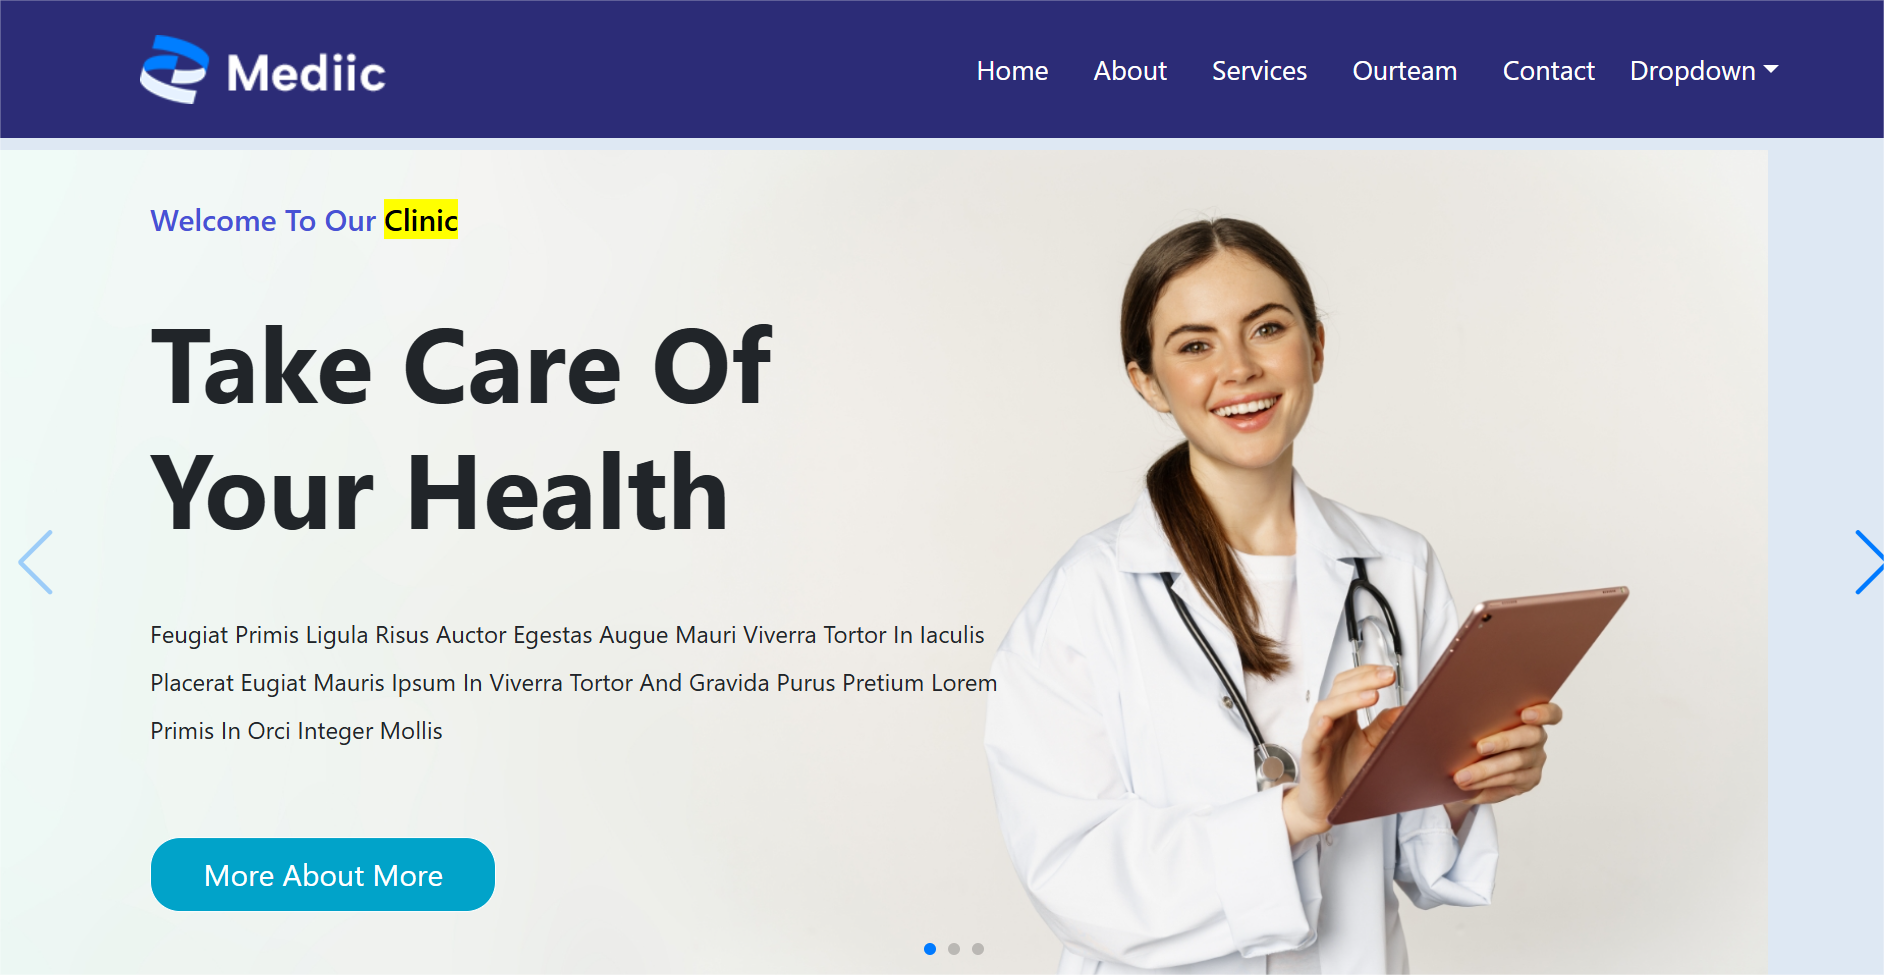 Mediic
Home About Services Ourteam Contact Dropdown
Welcome To Our Clinic
Take Care Of
Your Health
Feugiat Primis Ligula Risus Auctor Egestas Augue Mauri Viverra Tortor In Iaculis
Placerat Eugiat Mauris Ipsum In Viverra Tortor And Gravida Purus Pretium Lorem
Primis In Orci Integer Mollis
More About More